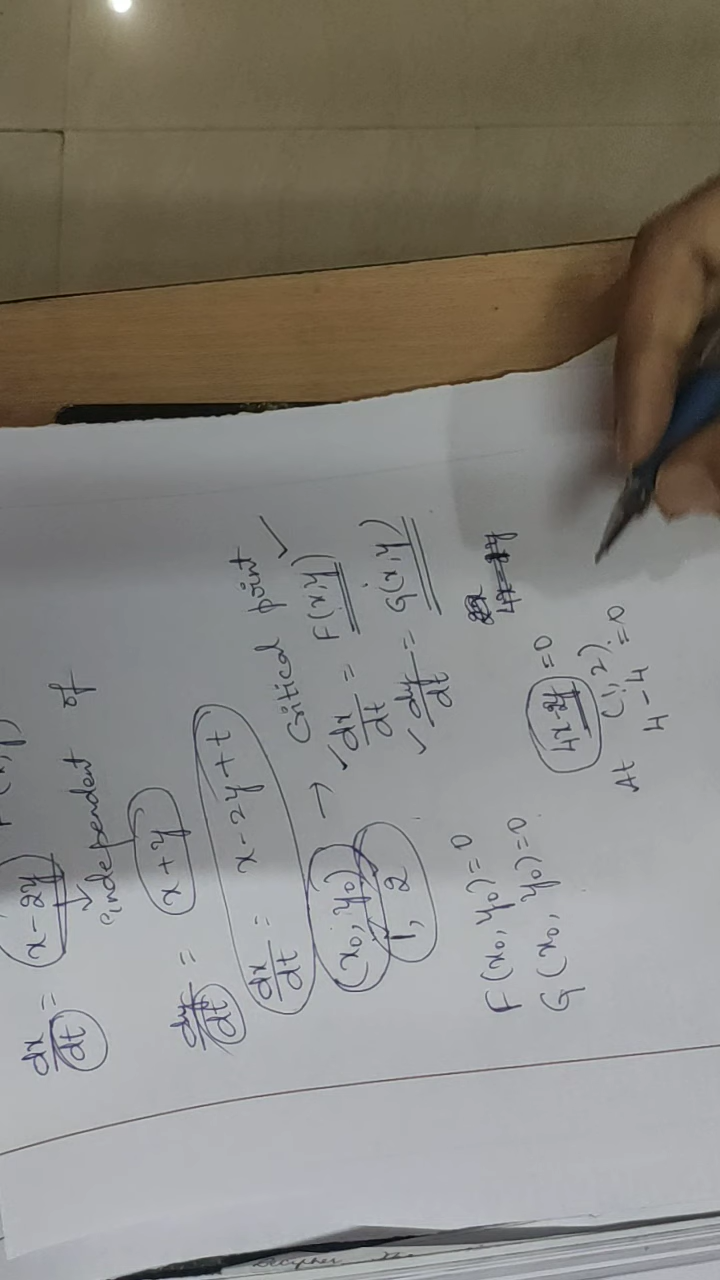 dx/dt = x-2y
independent of
dy/dt = x+y
dx/dt = x-2y+t
(x₀, y₀) → Critical point ✓
1, 2
✓ dx/dt = F(x,y)
✓ dy/dt = G(x,y)
F(x₀, y₀)=0
G(x₀, y₀)=0
4x-2y=0
At (1,2).
4-4=0